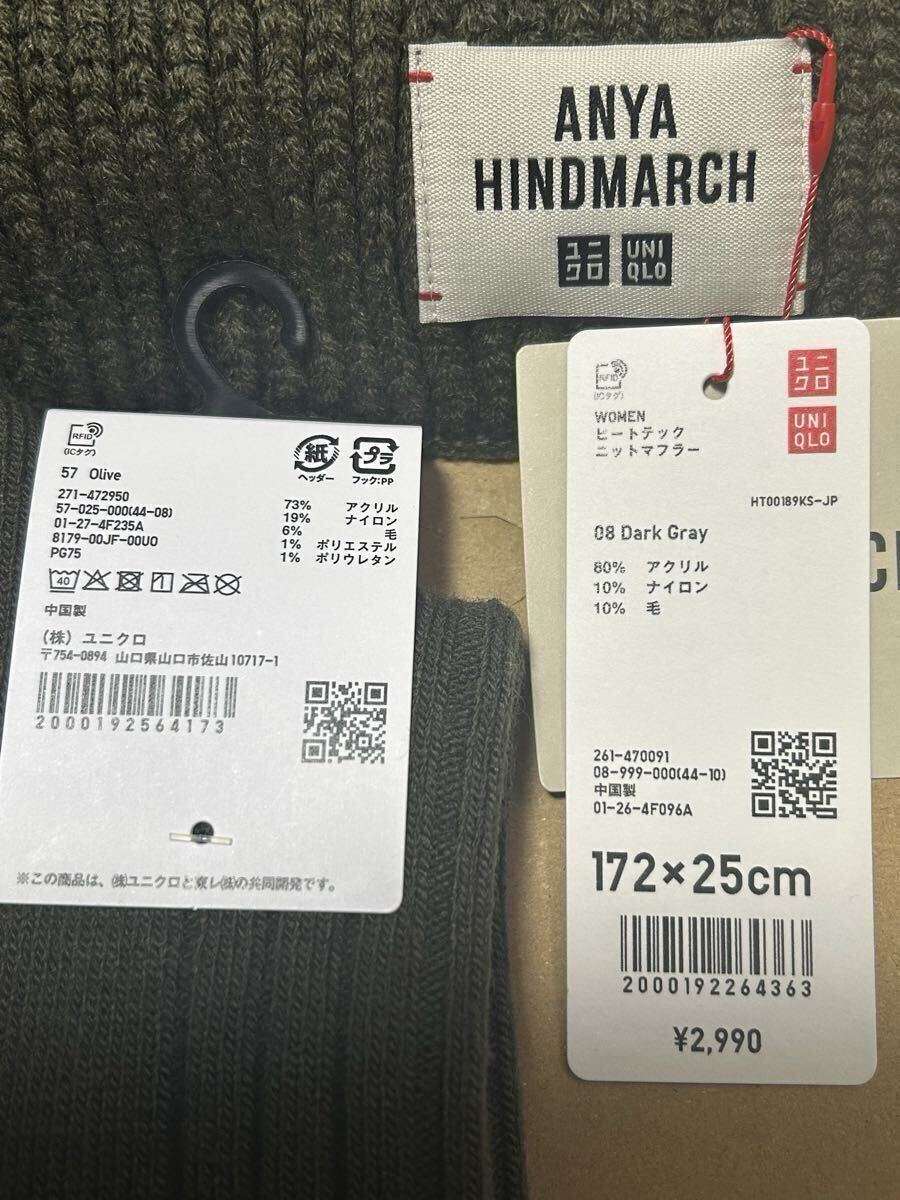 ANYA
HINDMARCH
ユニ
クロ
UNI
QLO
RFID
(ICタグ)
紙
ヘッダー
プラ
フック:PP
57 Olive
271-472950
57-025-000(44-08)
01-27-4F235A
8179-00JF-00U0
PG75
73% アクリル
19% ナイロン
6% 毛
1% ポリエステル
1% ポリウレタン
40
中国製
(株) ユニクロ
〒754-0894 山口県山口市佐山10717-1
2000192564173
※この商品は、㈱ユニクロと東レ㈱の共同開発です。
RFID
(ICタグ)
ユニ
クロ
UNI
QLO
WOMEN
ヒートテック
ニットマフラー
HT00189KS-JP
08 Dark Gray
80% アクリル
10% ナイロン
10% 毛
261-470091
08-999-000(44-10)
中国製
01-26-4F096A
172×25cm
2000192264363
¥2,990